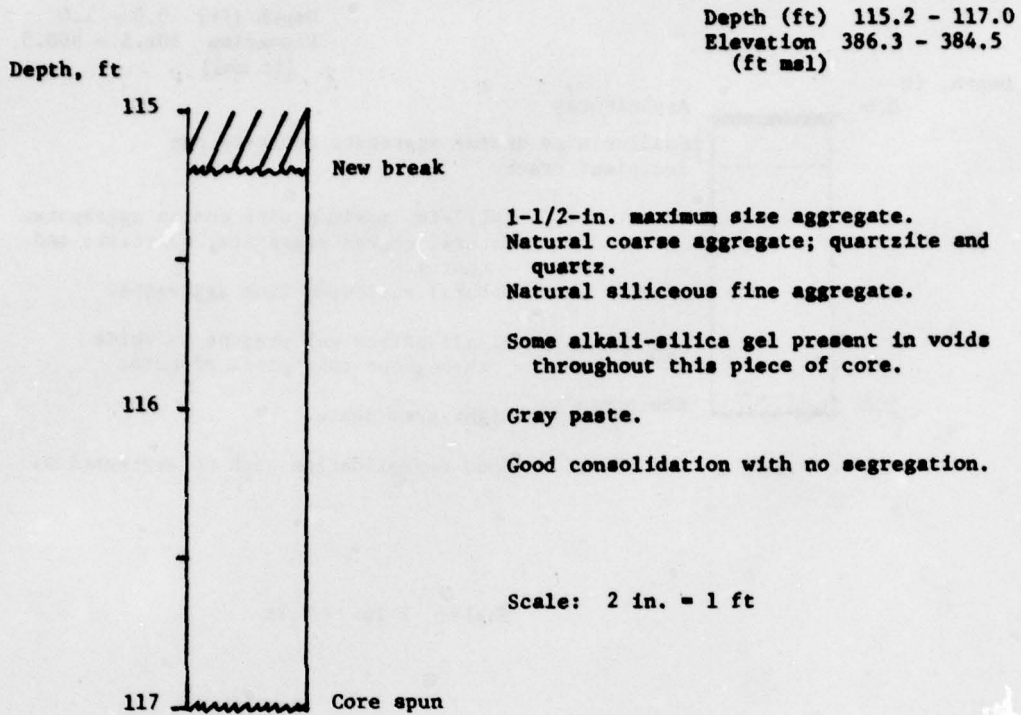 Depth (ft) 115.2 - 117.0
Elevation 386.3 - 384.5
(ft msl)
Depth, ft
115
New break
1-1/2-in. maximum size aggregate.
Natural coarse aggregate; quartzite and
quartz.
Natural siliceous fine aggregate.
Some alkali-silica gel present in voids
throughout this piece of core.
116
Gray paste.
Good consolidation with no segregation.
Scale: 2 in. = 1 ft
117
Core spun